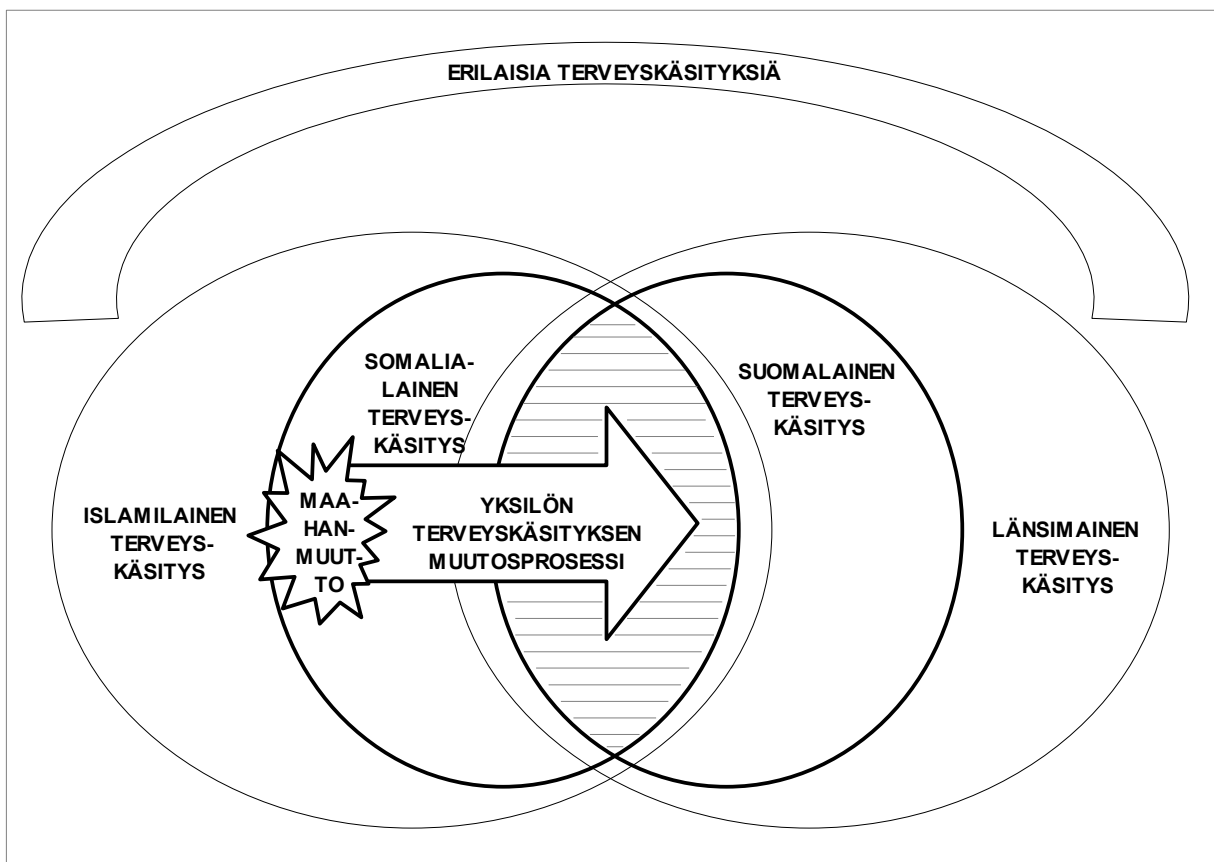 ERILAISIA TERVEYSKÄSITYKSIÄ
SOMALIA-
LAINEN
TERVEYS-
KÄSITYS
SUOMALAINEN
TERVEYS-
KÄSITYS
ISLAMILAINEN
TERVEYS-
KÄSITYS
MAA-
HAN-
MUUT-
TO
YKSILÖN
TERVEYSKÄSITYKSEN
MUUTOSPROSESSI
LÄNSIMAINEN
TERVEYS-
KÄSITYS